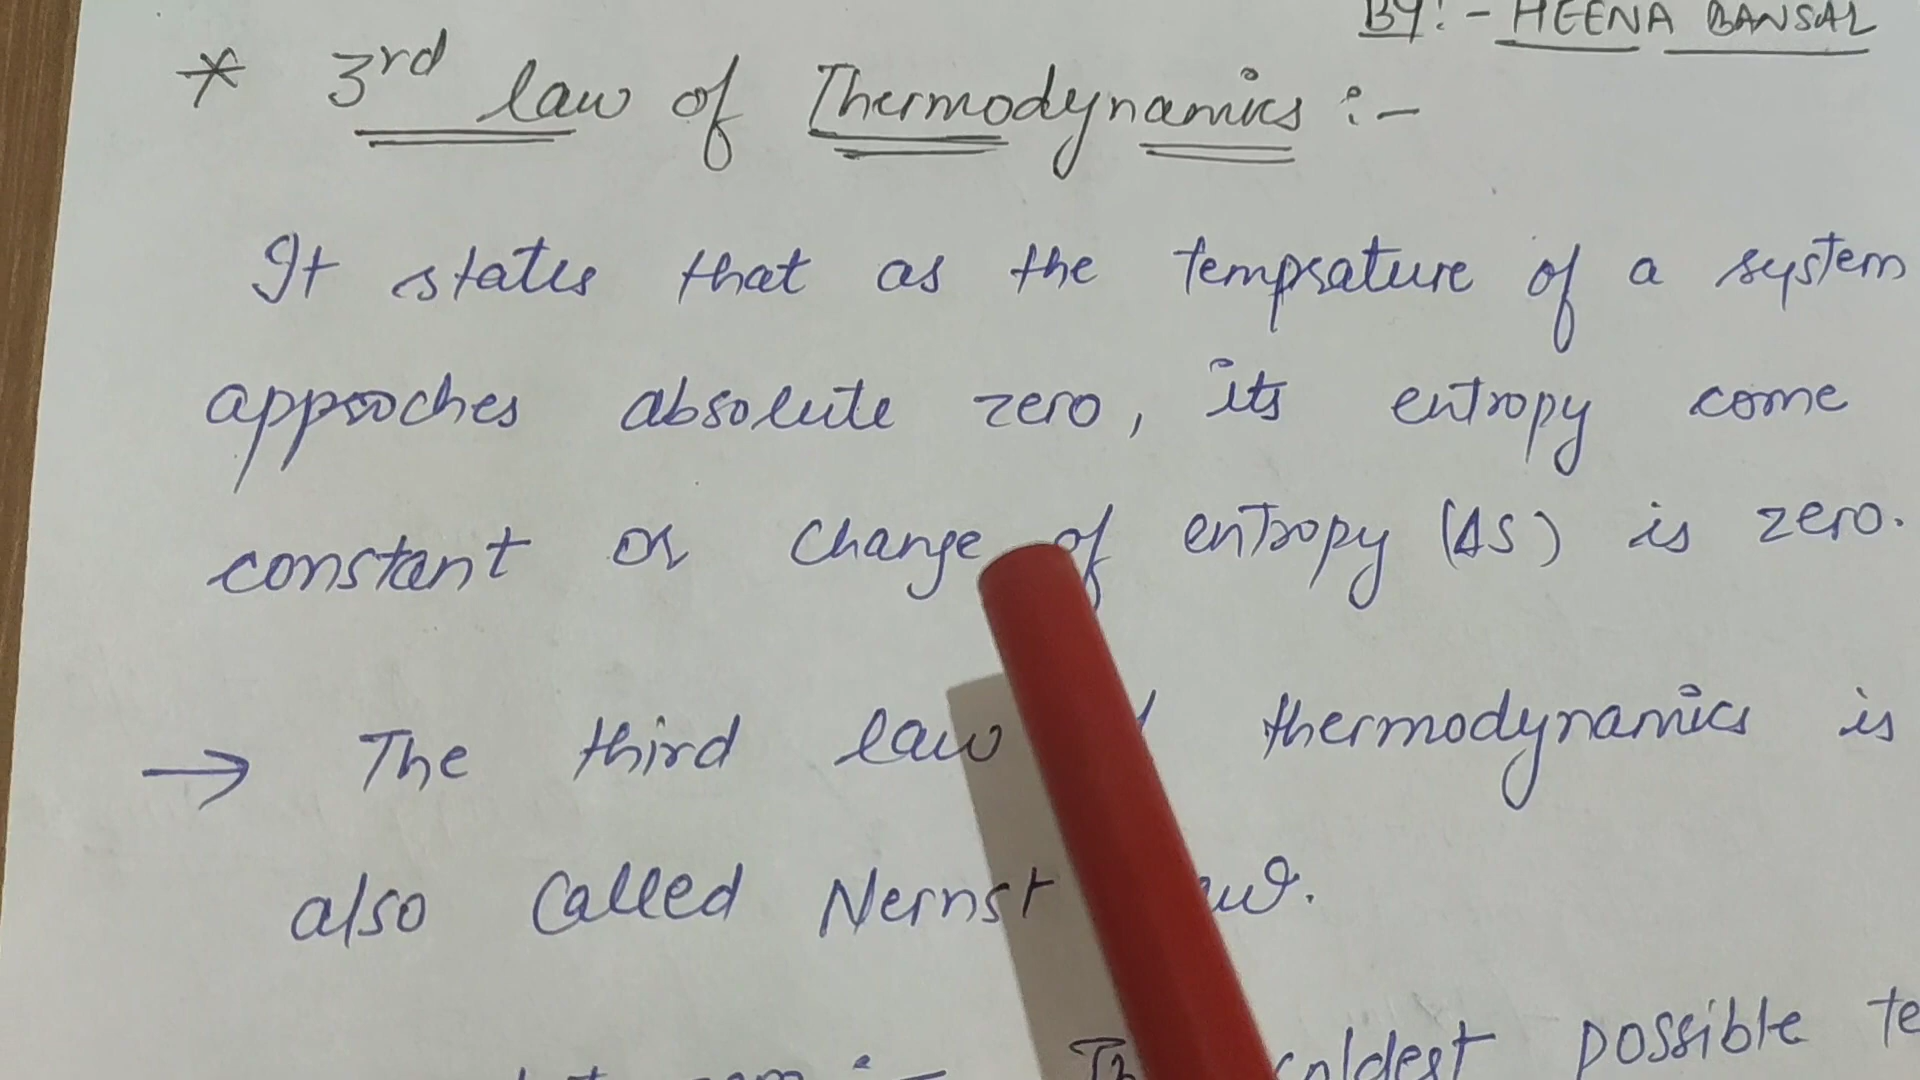 BY:- HEENA BANSAL
* 3rd law of Thermodynamics :-
It states that as the temprature of a system
approches absolute zero, its entropy come
constant or Change of entropy (ΔS) is zero.
→ The third law thermodynamics is
also Called Nernst
coldest possible